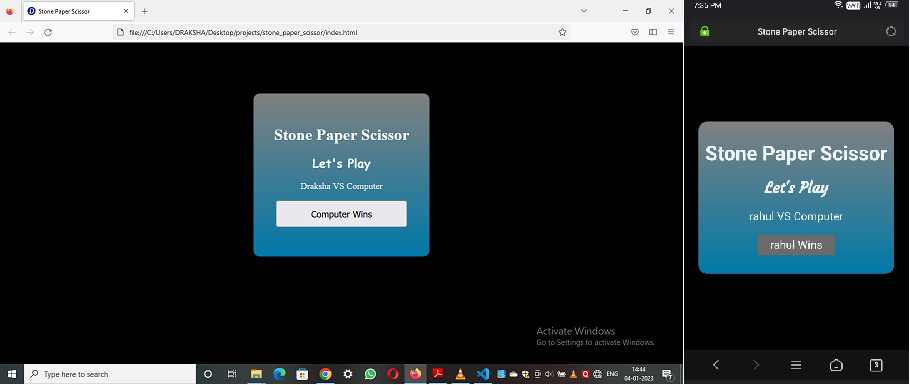 Stone Paper Scissor
file:///C:/Users/DRAKSHA/Desktop/projects/stone_paper_scissor/index.html
Stone Paper Scissor
Let's Play
Draksha VS Computer
Computer Wins
Activate Windows
Go to Settings to activate Windows.
Type here to search
ENG
14:44
04-01-2023
Stone Paper Scissor
Stone Paper Scissor
Let's Play
rahul VS Computer
rahul Wins